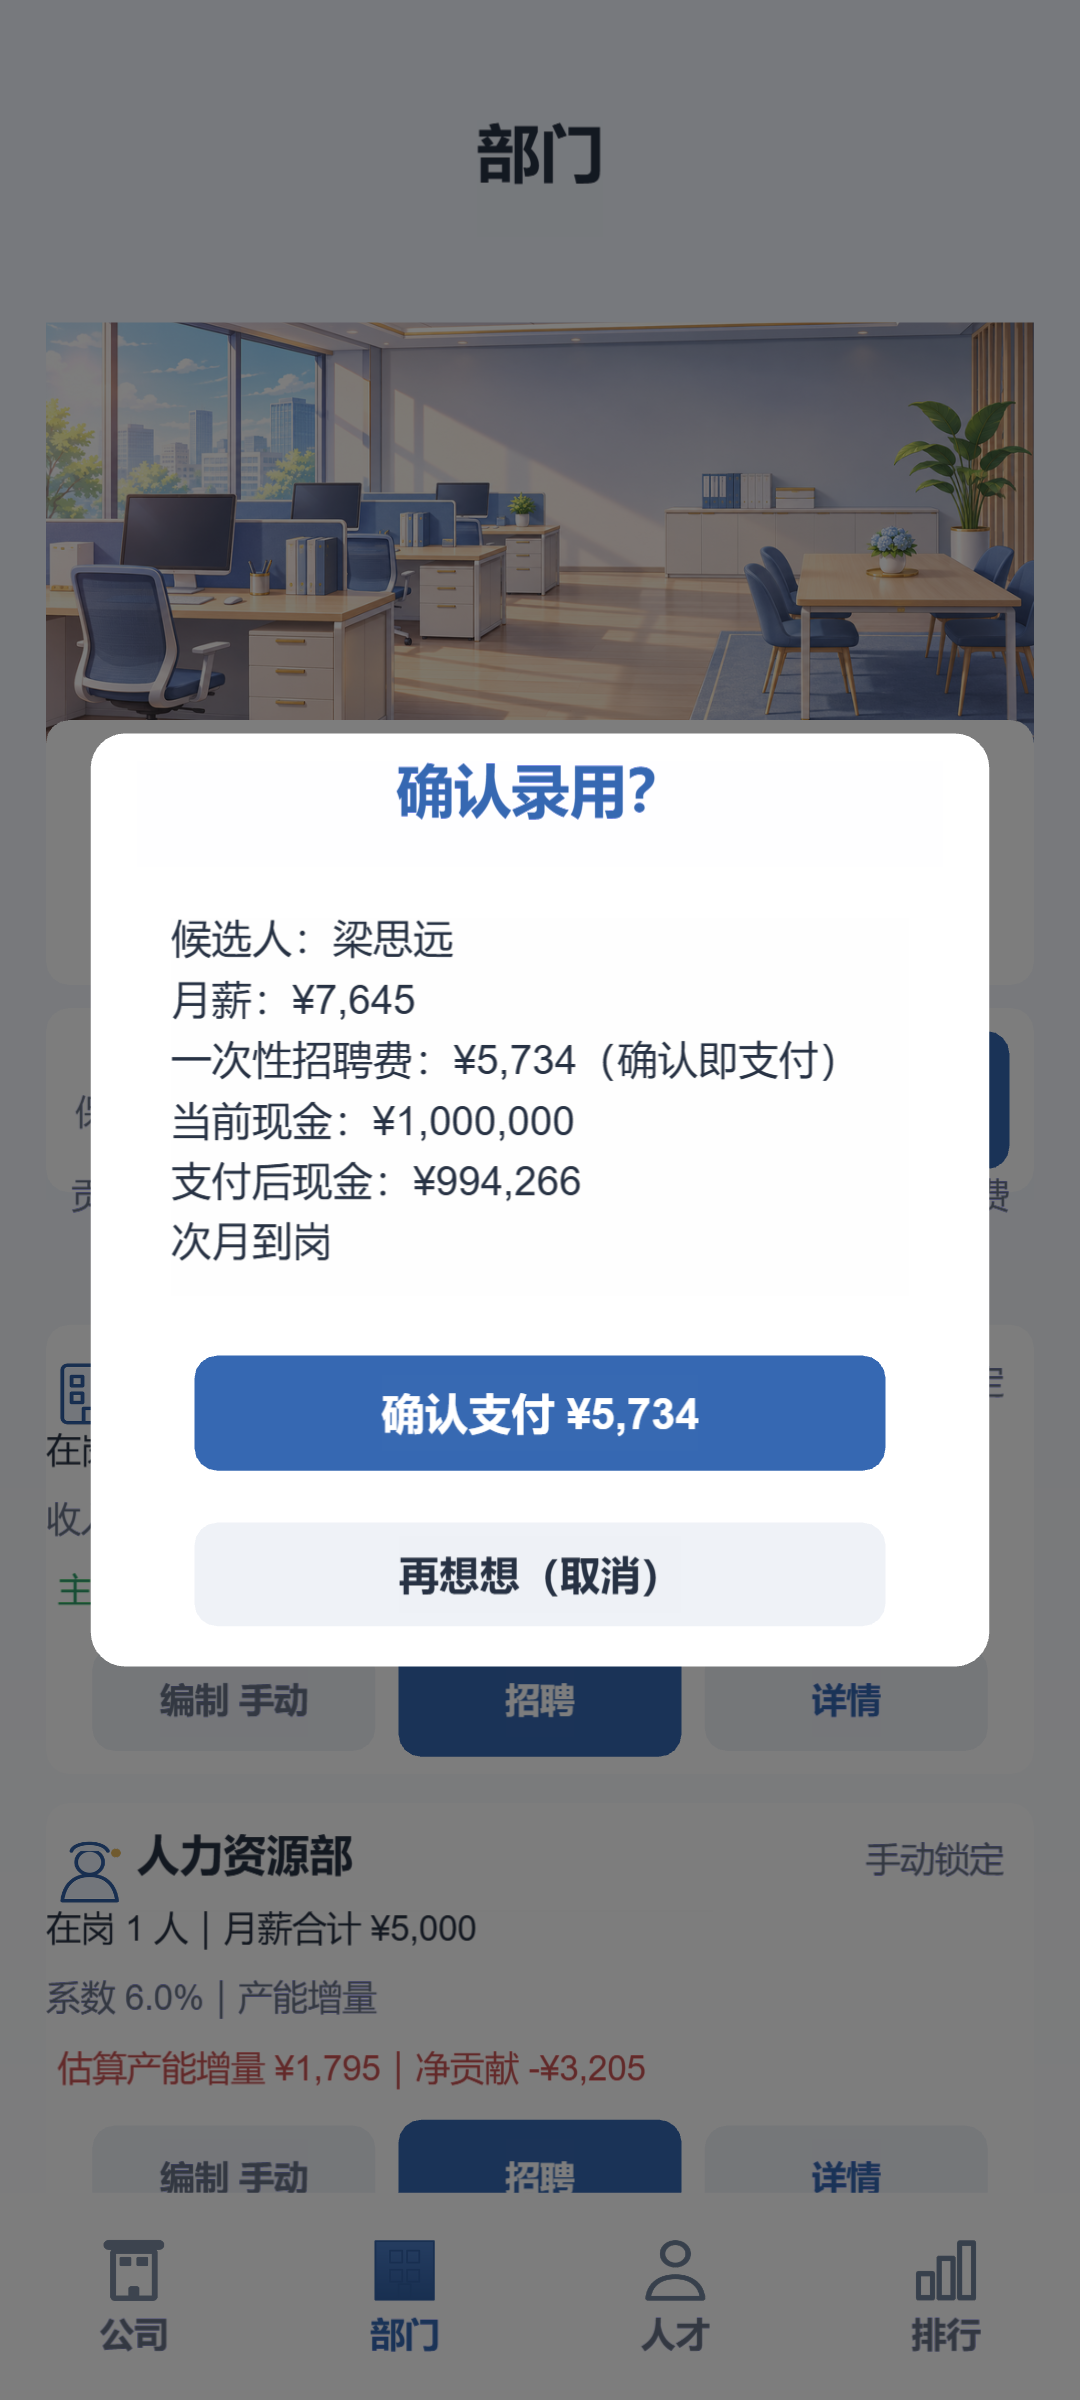 部门
确认录用?
候选人：梁思远
月薪：¥7,645
一次性招聘费：¥5,734（确认即支付）
当前现金：¥1,000,000
支付后现金：¥994,266
次月到岗
费
在
收
主
确认支付 ¥5,734
再想想（取消）
编制 手动
招聘
详情
人力资源部
手动锁定
在岗 1 人 | 月薪合计 ¥5,000
系数 6.0% | 产能增量
估算产能增量 ¥1,795 | 净贡献 -¥3,205
编制 手动
招聘
详情
公司
部门
人才
排行